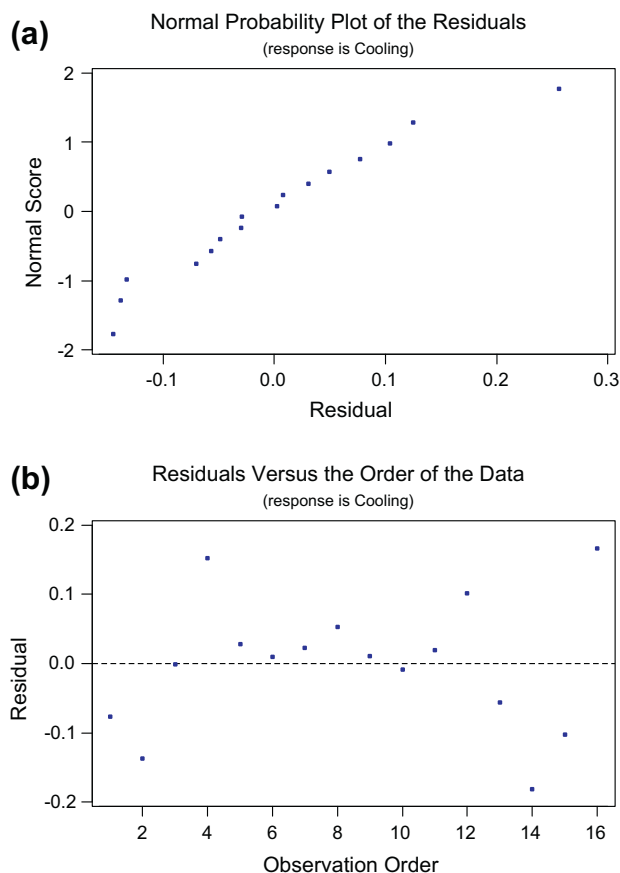 (a)
Normal Probability Plot of the Residuals
(response is Cooling)
2
1
0
-1
-2
Normal Score
-0.1 0.0 0.1 0.2 0.3
Residual
(b)
Residuals Versus the Order of the Data
(response is Cooling)
0.2
0.1
0.0
-0.1
-0.2
Residual
2 4 6 8 10 12 14 16
Observation Order